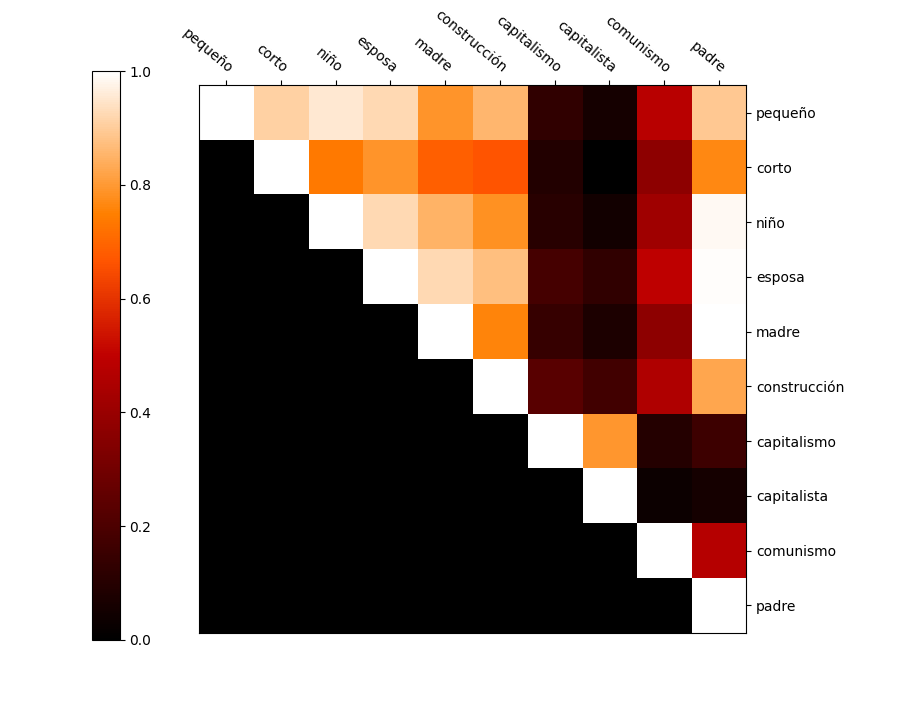 pequeño
corto
niño
esposa
madre
construcción
capitalismo
capitalista
comunismo
padre
1.0
0.8
0.6
0.4
0.2
0.0
pequeño
corto
niño
esposa
madre
construcción
capitalismo
capitalista
comunismo
padre